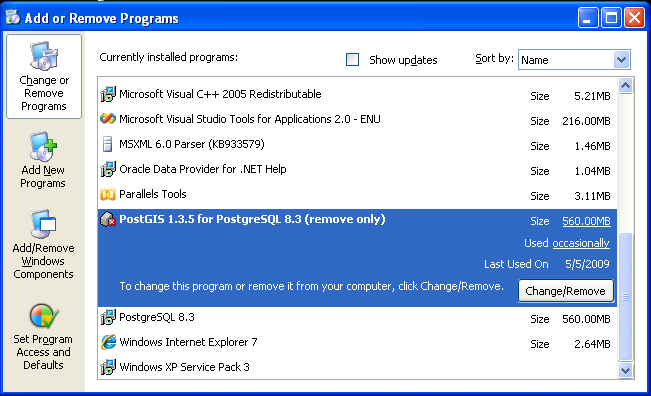 Add or Remove Programs
Change or
Remove
Programs
Add New
Programs
Add/Remove
Windows
Components
Set Program
Access and
Defaults
Currently installed programs:
Show updates
Sort by: Name
Microsoft Visual C++ 2005 Redistributable Size 5.21MB
Microsoft Visual Studio Tools for Applications 2.0 - ENU Size 216.00MB
MSXML 6.0 Parser (KB933579) Size 1.46MB
Oracle Data Provider for .NET Help Size 1.04MB
Parallels Tools Size 3.11MB
PostGIS 1.3.5 for PostgreSQL 8.3 (remove only) Size 560.00MB
Used occasionally
Last Used On 5/5/2009
To change this program or remove it from your computer, click Change/Remove. Change/Remove
PostgreSQL 8.3 Size 560.00MB
Windows Internet Explorer 7 Size 2.64MB
Windows XP Service Pack 3